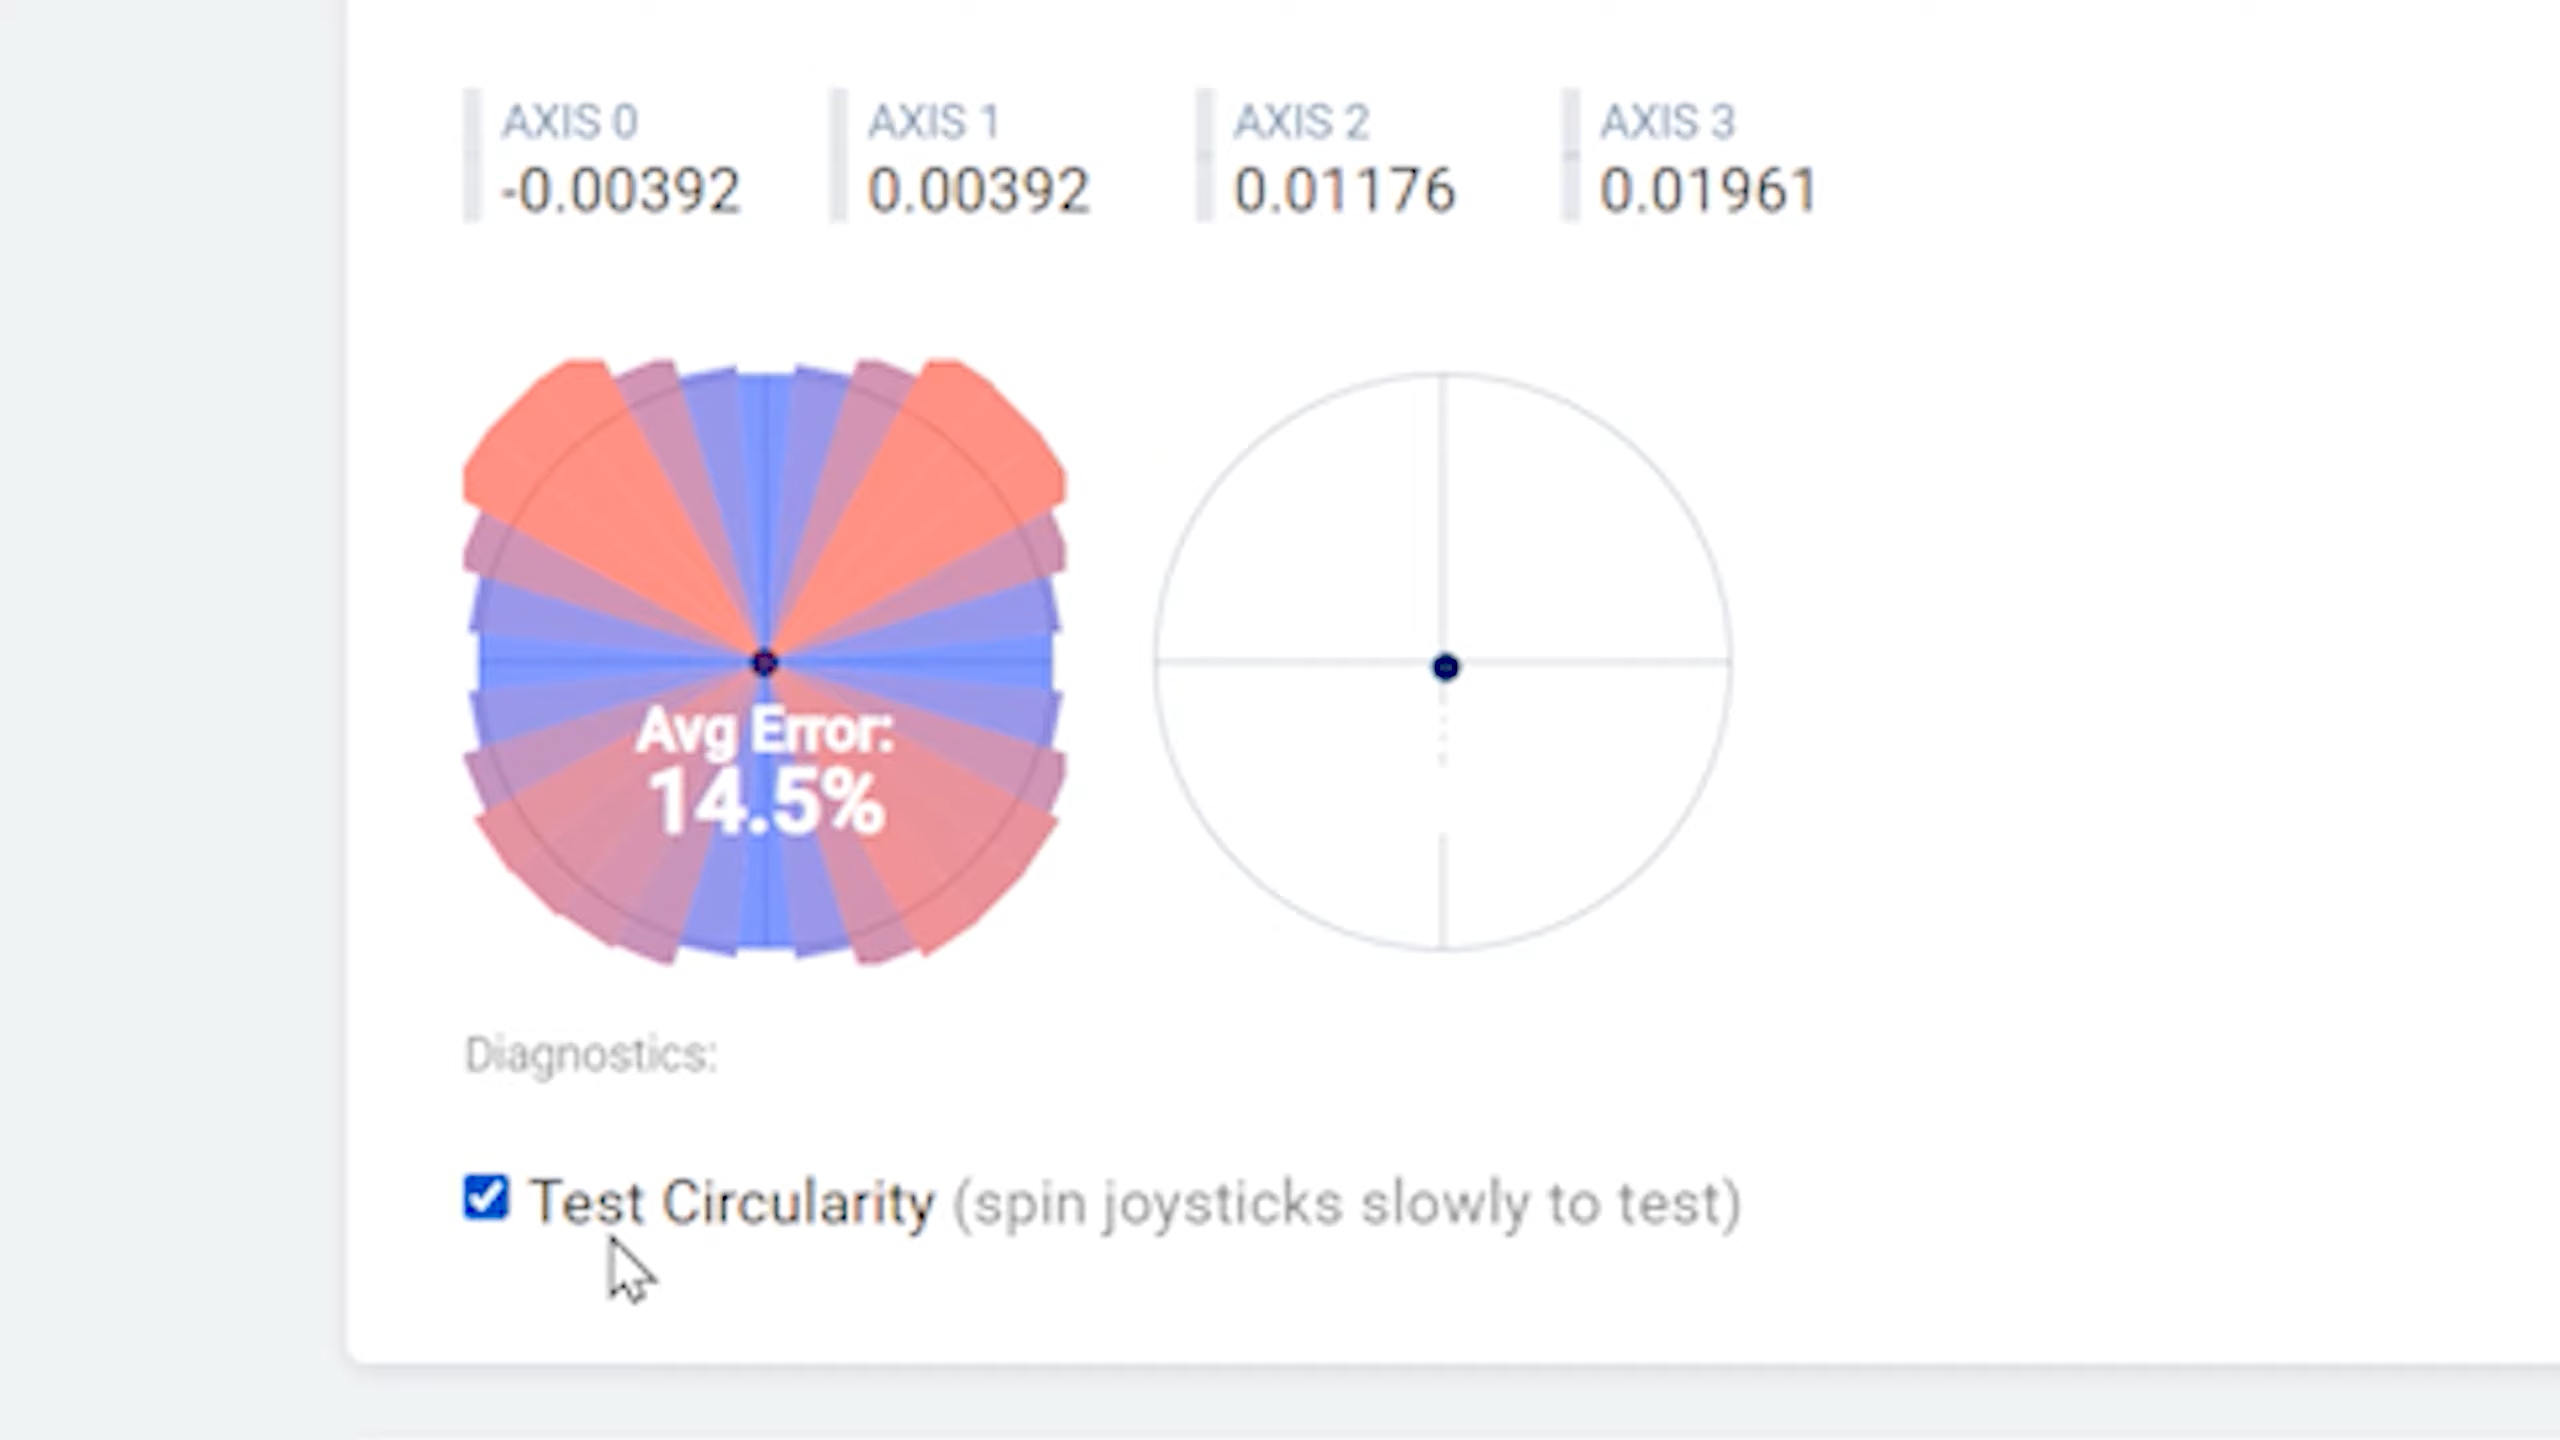 AXIS 0 AXIS 1 AXIS 2 AXIS 3
-0.00392 0.00392 0.01176 0.01961
Avg Error:
14.5%
Diagnostics:
Test Circularity (spin joysticks slowly to test)